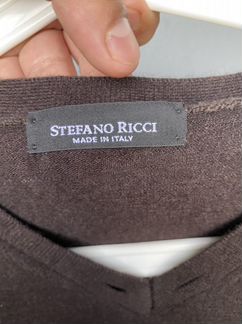 STEFANO RICCI
MADE IN ITALY